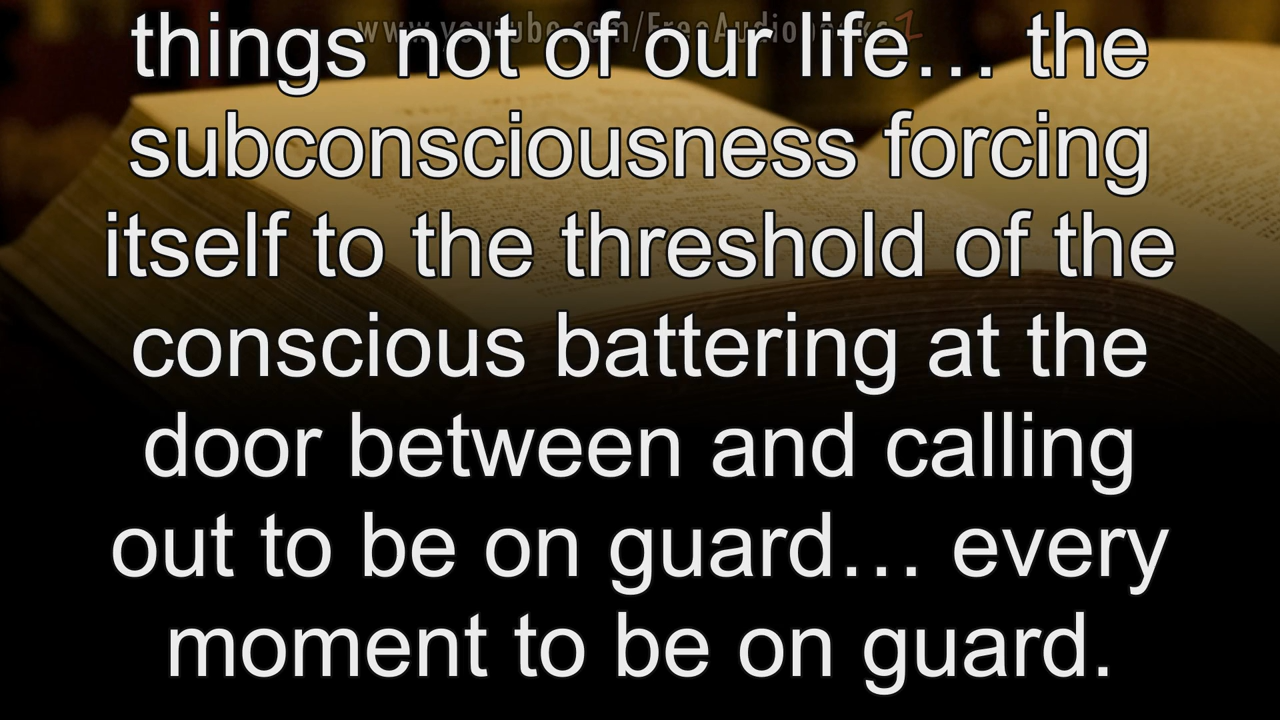 www.youtube.com/FreeAudiobooks
things not of our life… the
subconsciousness forcing
itself to the threshold of the
conscious battering at the
door between and calling
out to be on guard… every
moment to be on guard.